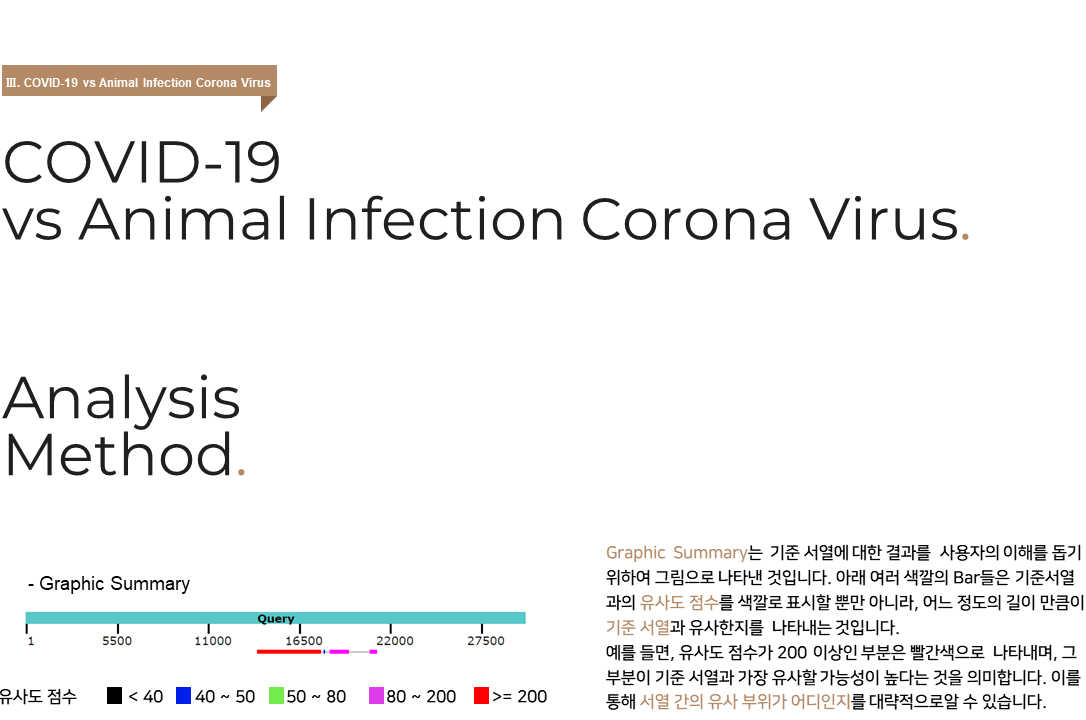 Ⅲ. COVID-19 vs Animal Infection Corona Virus
COVID-19
vs Animal Infection Corona Virus.
Analysis
Method.
- Graphic Summary
Query
1 5500 11000 16500 22000 27500
유사도 점수 < 40 40 ~ 50 50 ~ 80 80 ~ 200 >= 200
Graphic Summary는 기준 서열에 대한 결과를 사용자의 이해를 돕기
위하여 그림으로 나타낸 것입니다. 아래 여러 색깔의 Bar들은 기준서열
과의 유사도 점수를 색깔로 표시할 뿐만 아니라, 어느 정도의 길이 만큼이
기준 서열과 유사한지를 나타내는 것입니다.
예를 들면, 유사도 점수가 200 이상인 부분은 빨간색으로 나타내며, 그
부분이 기준 서열과 가장 유사할 가능성이 높다는 것을 의미합니다. 이를
통해 서열 간의 유사 부위가 어디인지를 대략적으로알 수 있습니다.